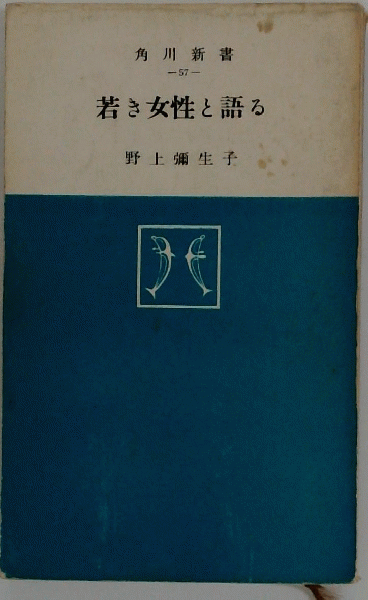 角川新書
—57—
若き女性と語る
野上彌生子